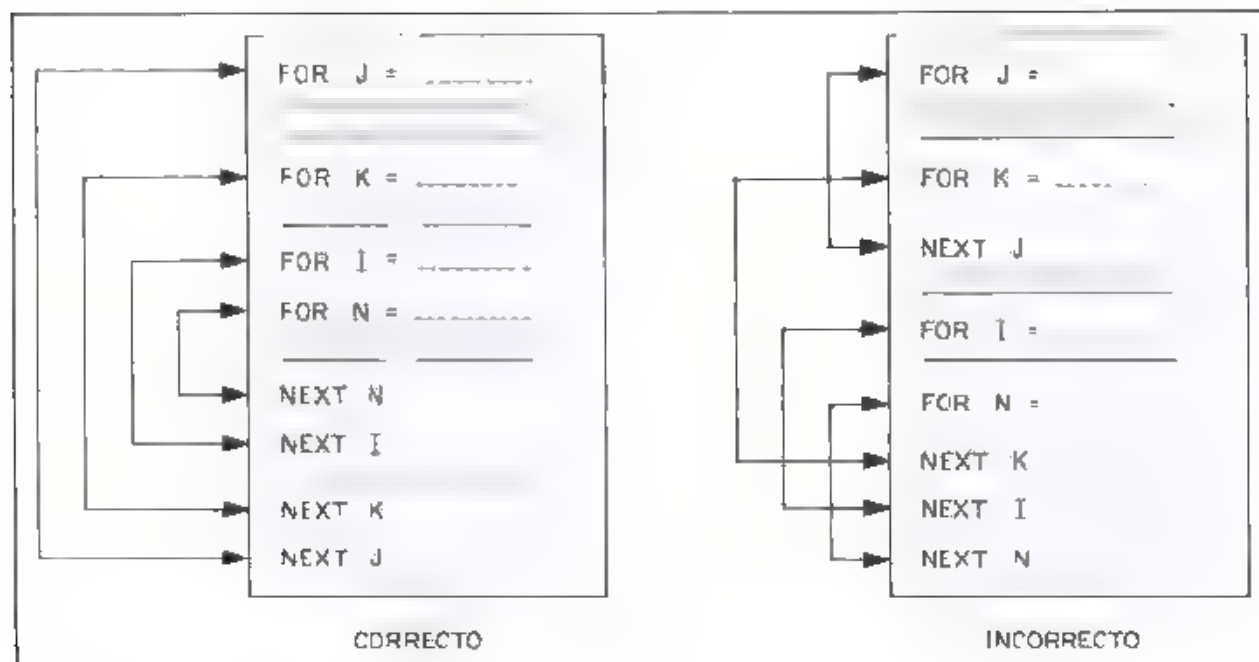 FOR J =
FOR K =
FOR I =
FOR N =
NEXT N
NEXT I
NEXT K
NEXT J
CORRECTO
FOR J =
FOR K =
NEXT J
FOR I =
FOR N =
NEXT K
NEXT I
NEXT N
INCORRECTO